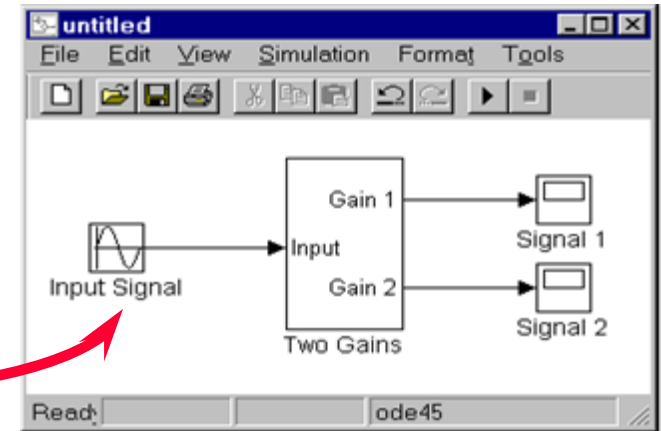 untitled
File Edit View Simulation Format Tools
Gain 1
Signal 1
Input
Input Signal
Gain 2
Signal 2
Two Gains
Ready ode45